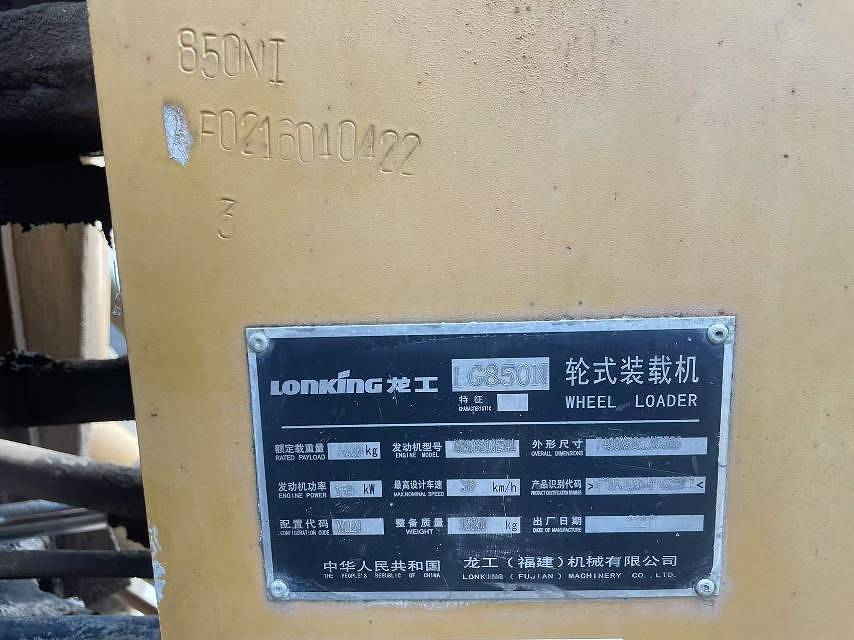 850NI
F0216010422
3
LONKING 龙工 LG850N 轮式装载机
特征
CHARACTERISTIC
WHEEL LOADER
额定载重量 kg 发动机型号 外形尺寸
RATED PAYLOAD ENGINE MODEL OVERALL DIMENSIONS
发动机功率 kW 最高设计车速 km/h 产品识别代码 > <
ENGINE POWER MAX.NOMINAL SPEED PRODUCT IDENTIFICATION NUMBER
配置代码 整备质量 kg 出厂日期
CONFIGURATION CODE WEIGHT DATE OF MANUFACTURE
中华人民共和国 龙工(福建)机械有限公司
THE PEOPLE'S REPUBLIC OF CHINA LONKING (FUJIAN) MACHINERY CO.,LTD.